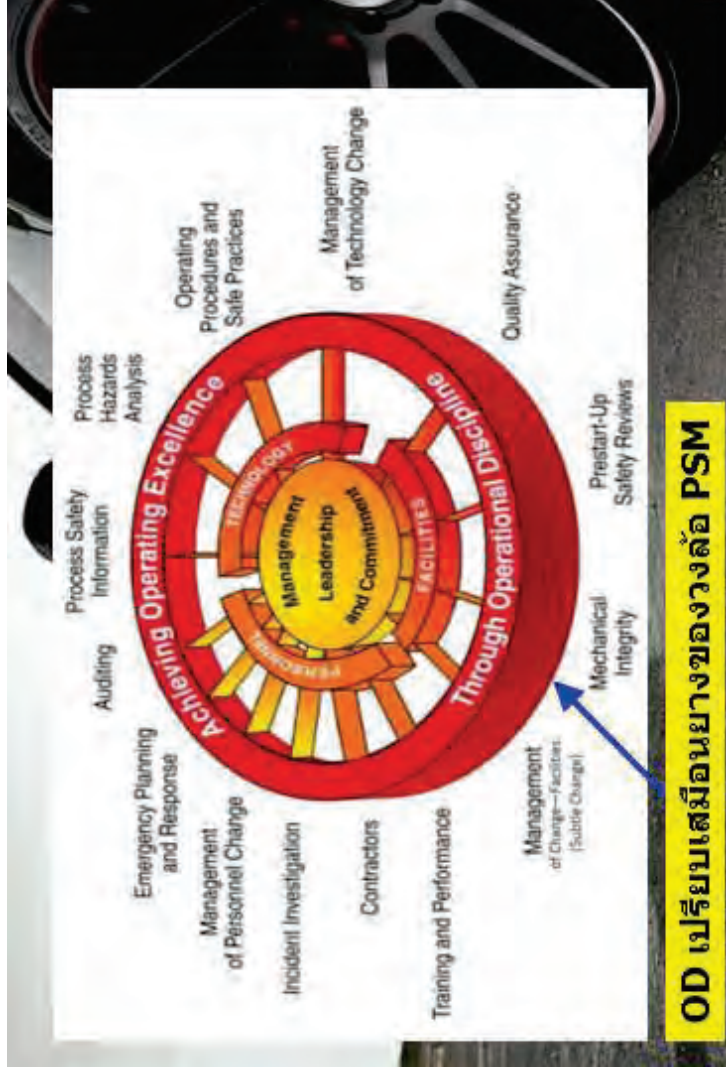 Process Safety
Information
Process
Hazards
Analysis
Operating
Procedures and
Safe Practices
Management
of Technology Change
Quality Assurance
Prestart-Up
Safety Reviews
Mechanical
Integrity
Management
of Change—Facilities
(Subtle Change)
Training and Performance
Contractors
Incident Investigation
Management
of Personnel Change
Emergency Planning
and Response
Auditing
Achieving Operating Excellence
Through Operational Discipline
TECHNOLOGY
FACILITIES
PERSONNEL
Management
Leadership
and Commitment
OD เปรียบเสมือนยางของวงล้อ PSM